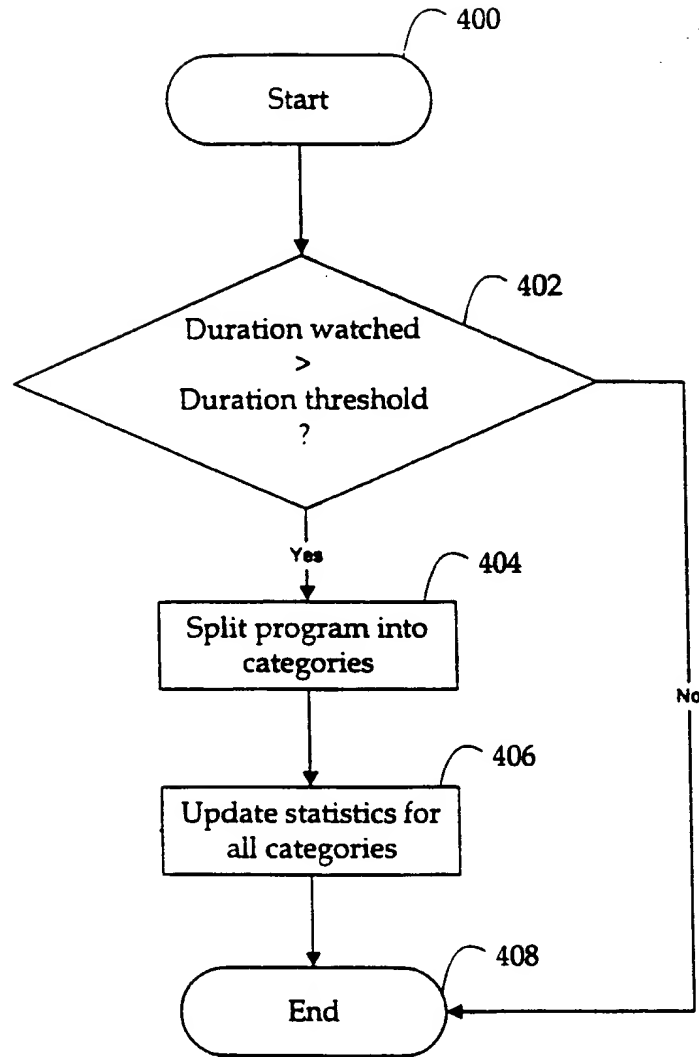 400
Start
402
Duration watched
>
Duration threshold
?
Yes
404
Split program into
categories
No
406
Update statistics for
all categories
408
End